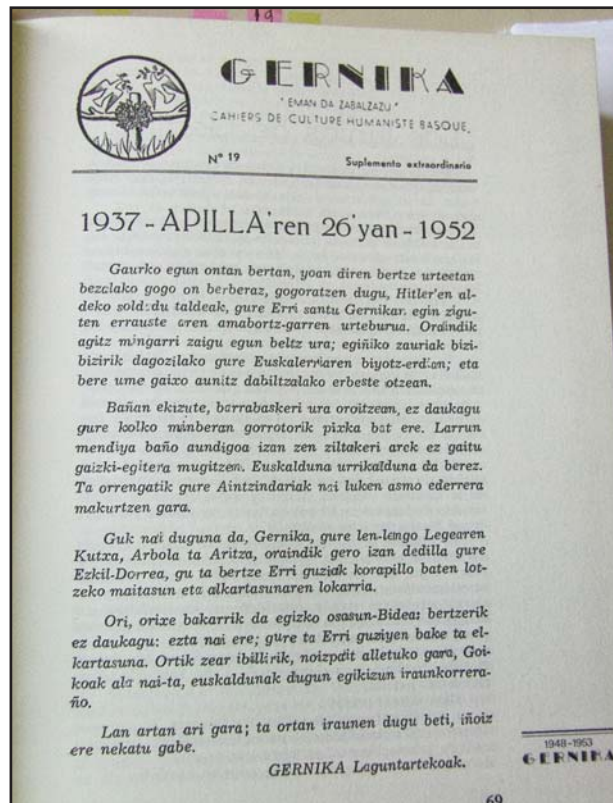 19
GERNIKA
"EMAN DA ZABALZAZU"
CAHIERS DE CULTURE HUMANISTE BASQUE.
Nº 19
Suplemento extraordinario
1937 - APILLA'ren 26'yan - 1952
Gaurko egun ontan bertan, yoan diren bertze urteetan
bezelako gogo on berberaz, gogoratzen dugu, Hitler'en al-
deko soldadu taldeak, gure Erri santu Gernikar. egin zigu-
ten errauste aren amabortz-garren urteburua. Oraindik
agitz mingarri zaigu egun beltz ura; egiñiko zauriak bizi-
bizirik dagozilako gure Euskalerriaren biyotz-erdian; eta
bere ume gaixo aunitz dabiltzalako erbeste otzean.
Bañan ekizute, barrabaskeri ura oroitzean, ez daukagu
gure kolko minberan gorrotorik pixka bat ere. Larrun
mendiya baño aundigoa izan zen ziltakeri arek ez gaitu
gaizki-egitera mugitzen. Euskalduna urrikalduna da berez.
Ta orrengatik gure Aintzindariak nai luken asmo ederrera
makurtzen gara.
Guk nai duguna da, Gernika, gure len-lengo Legearen
Kutxa, Arbola ta Aritza, oraindik gero izan dedilla gure
Ezkil-Dorrea, gu ta bertze Erri guziak korapillo baten lot-
zeko maitasun eta alkartasunaren lokarria.
Ori, orixe bakarrik da egizko osasun-Bidea: bertzerik
ez daukagu: ezta nai ere; gure ta Erri guziyen bake ta el-
kartasuna. Ortik zear ibillirik, noizpait alletuko gara, Goi-
koak ala nai-ta, euskaldunak dugun egikizun iraunkorrera-
ño.
Lan artan ari gara; ta ortan iraunen dugu beti, iñoiz
ere nekatu gabe.
GERNIKA Laguntartekoak.
1948-1953
GERNIKA
69